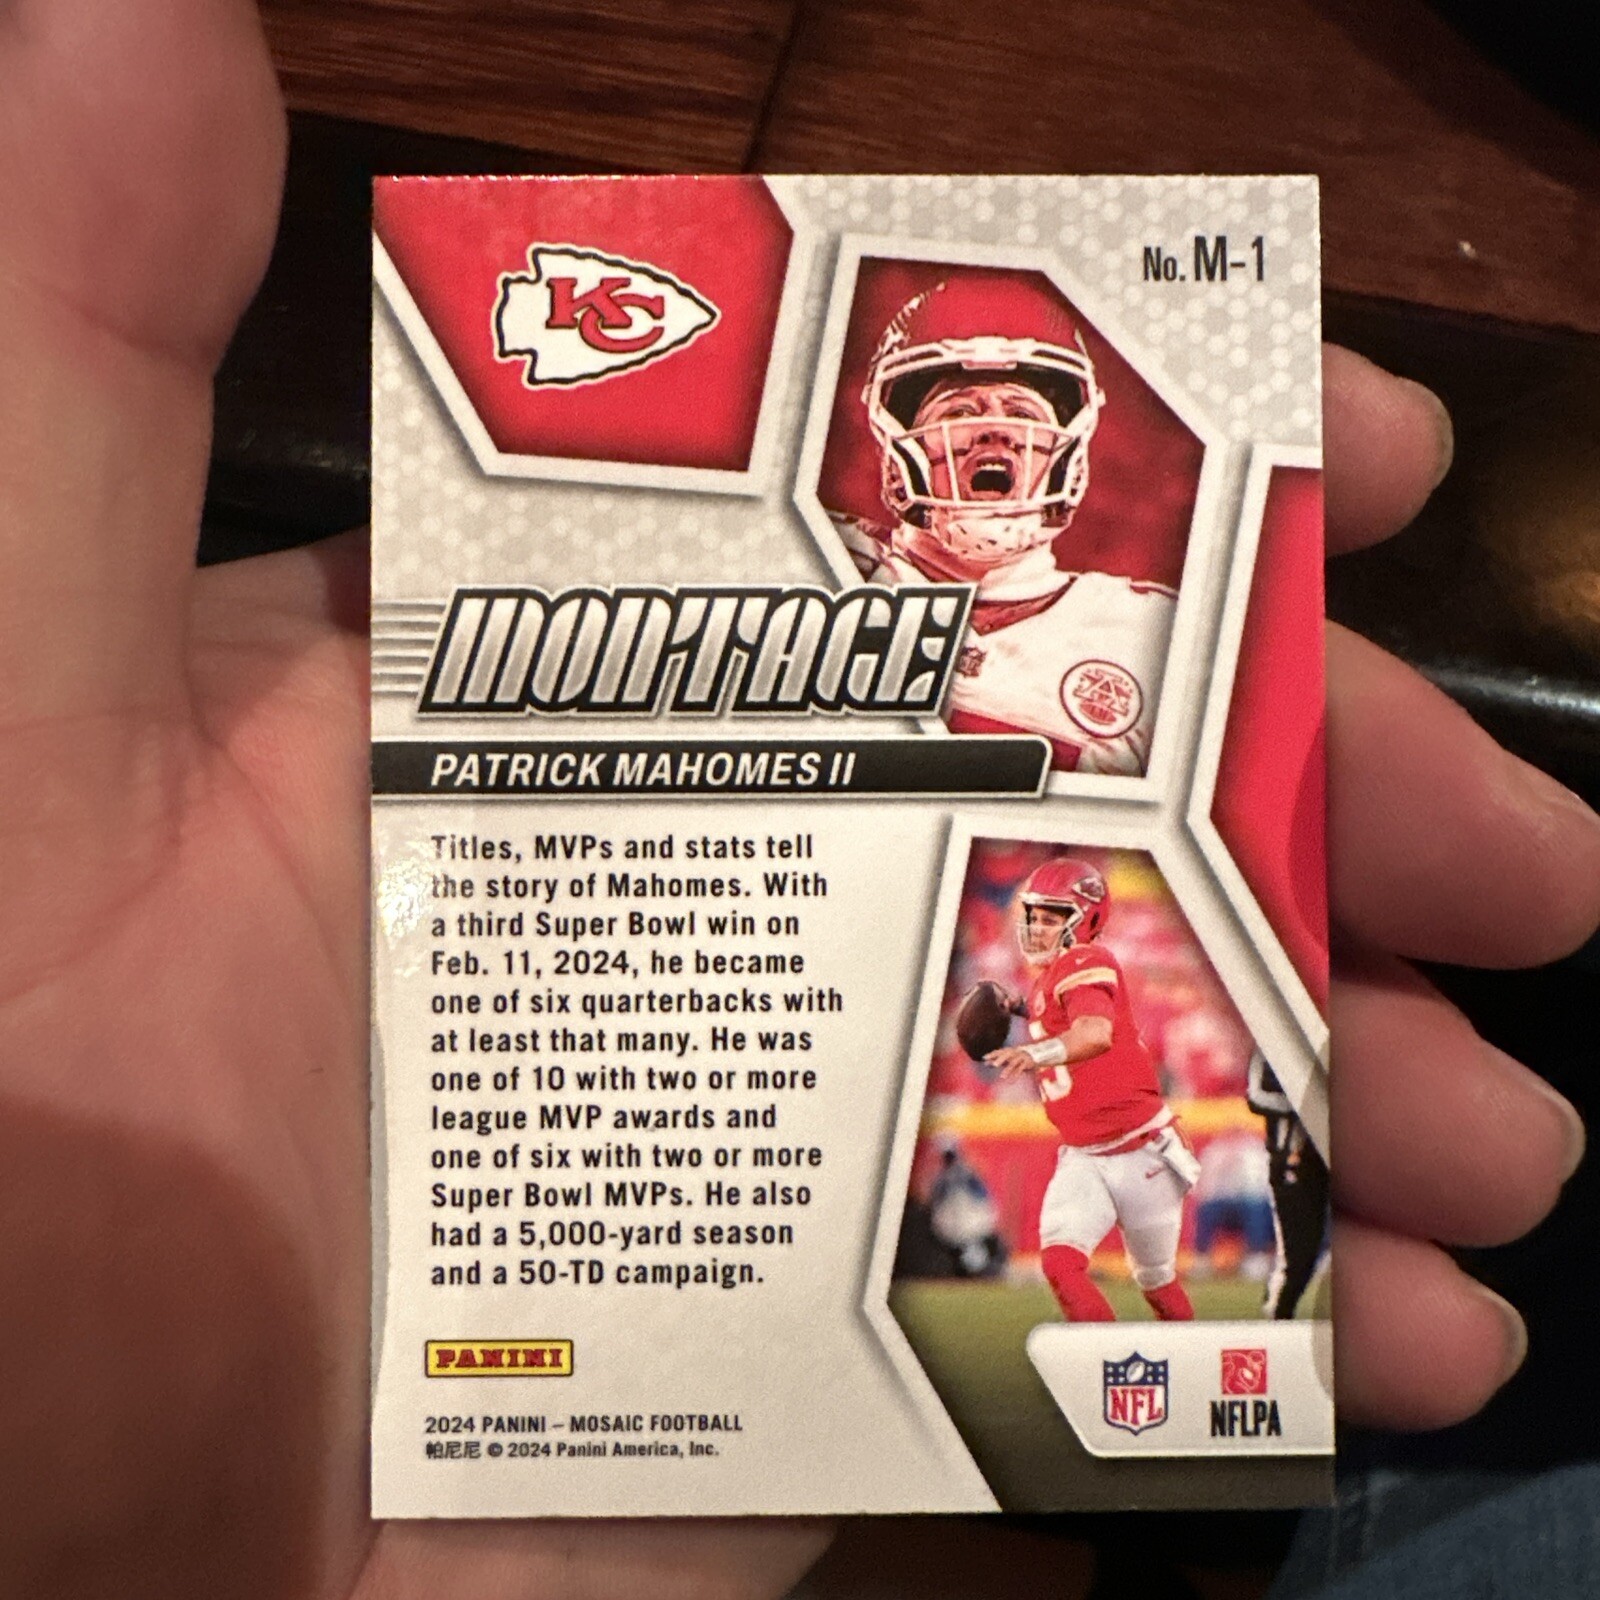 KC
No. M-1
MONTAGE
PATRICK MAHOMES II
Titles, MVPs and stats tell
the story of Mahomes. With
a third Super Bowl win on
Feb. 11, 2024, he became
one of six quarterbacks with
at least that many. He was
one of 10 with two or more
league MVP awards and
one of six with two or more
Super Bowl MVPs. He also
had a 5,000-yard season
and a 50-TD campaign.
PANINI
2024 PANINI – MOSAIC FOOTBALL
帕尼尼 © 2024 Panini America, Inc.
NFL
NFLPA